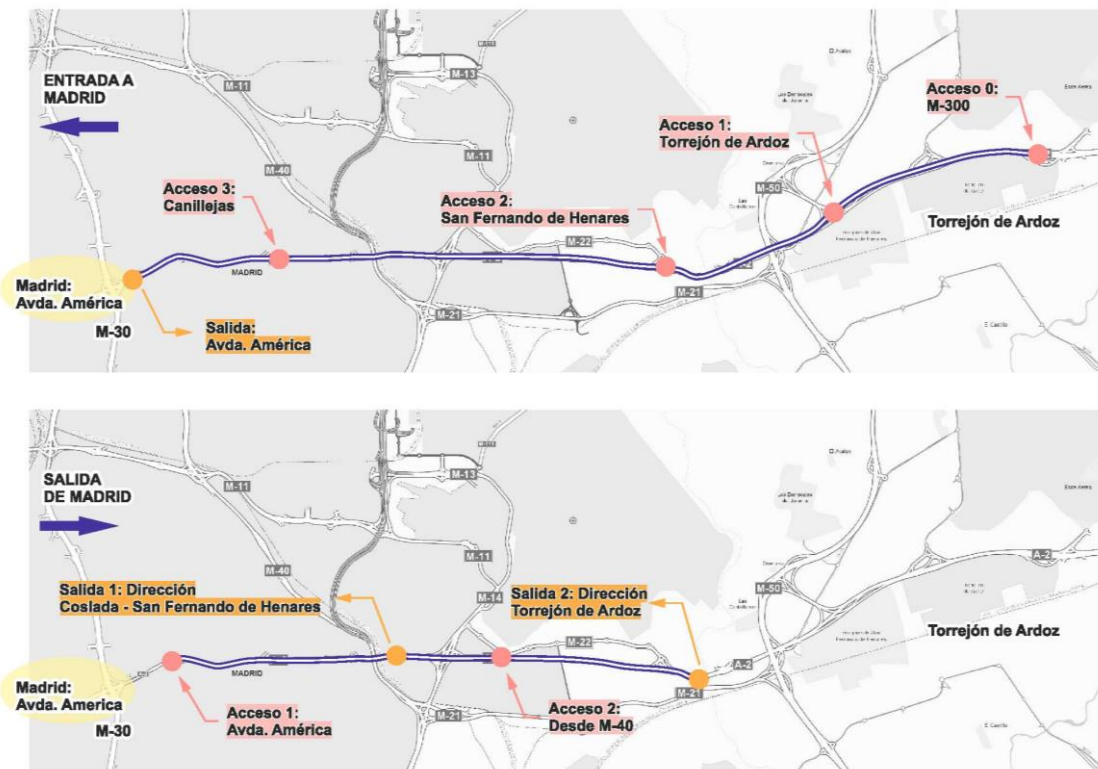 ENTRADA A
MADRID
M-11
M-13
M-40
M-11
Acceso 0:
M-300
Acceso 1:
Torrejón de Ardoz
Acceso 3:
Canillejas
Acceso 2:
San Fernando de Henares
M-50
Torrejón de Ardoz
M-22
MADRID
Madrid:
Avda. América
M-21
M-21
M-30
Salida:
Avda. América
El Castillo
SALIDA
DE MADRID
M-11
M-13
M-11
M-40
A-2
Salida 1: Dirección
Coslada - San Fernando de Henares
M-14
Salida 2: Dirección
Torrejón de Ardoz
M-50
Torrejón de Ardoz
M-22
A-2
MADRID
Madrid:
Avda. America
M-21
M-21
M-30
Acceso 1:
Avda. América
Acceso 2:
Desde M-40
El Castillo